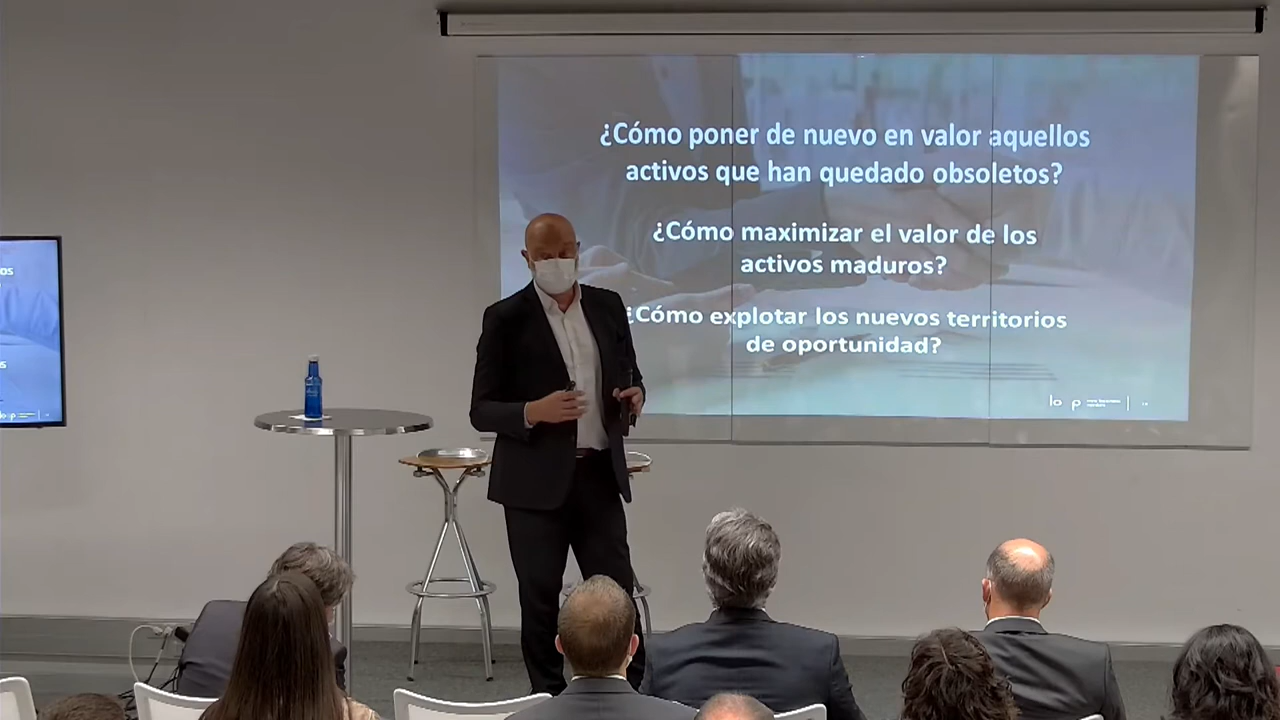 ¿Cómo poner de nuevo en valor aquellos
activos que han quedado obsoletos?
¿Cómo maximizar el valor de los
activos maduros?
¿Cómo explotar los nuevos territorios
de oportunidad?